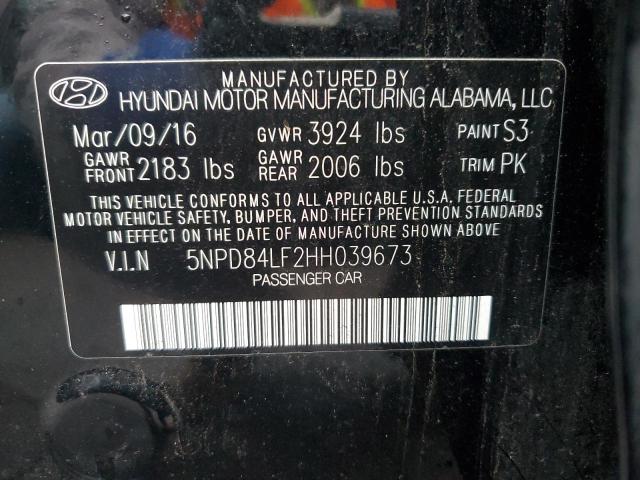 MANUFACTURED BY
HYUNDAI MOTOR MANUFACTURING ALABAMA, LLC
Mar/09/16 GVWR 3924 lbs PAINT S3
GAWR FRONT 2183 lbs GAWR REAR 2006 lbs TRIM PK
THIS VEHICLE CONFORMS TO ALL APPLICABLE U.S.A. FEDERAL
MOTOR VEHICLE SAFETY, BUMPER, AND THEFT PREVENTION STANDARDS
IN EFFECT ON THE DATE OF MANUFACTURE SHOWN ABOVE
V.I.N 5NPD84LF2HH039673
PASSENGER CAR